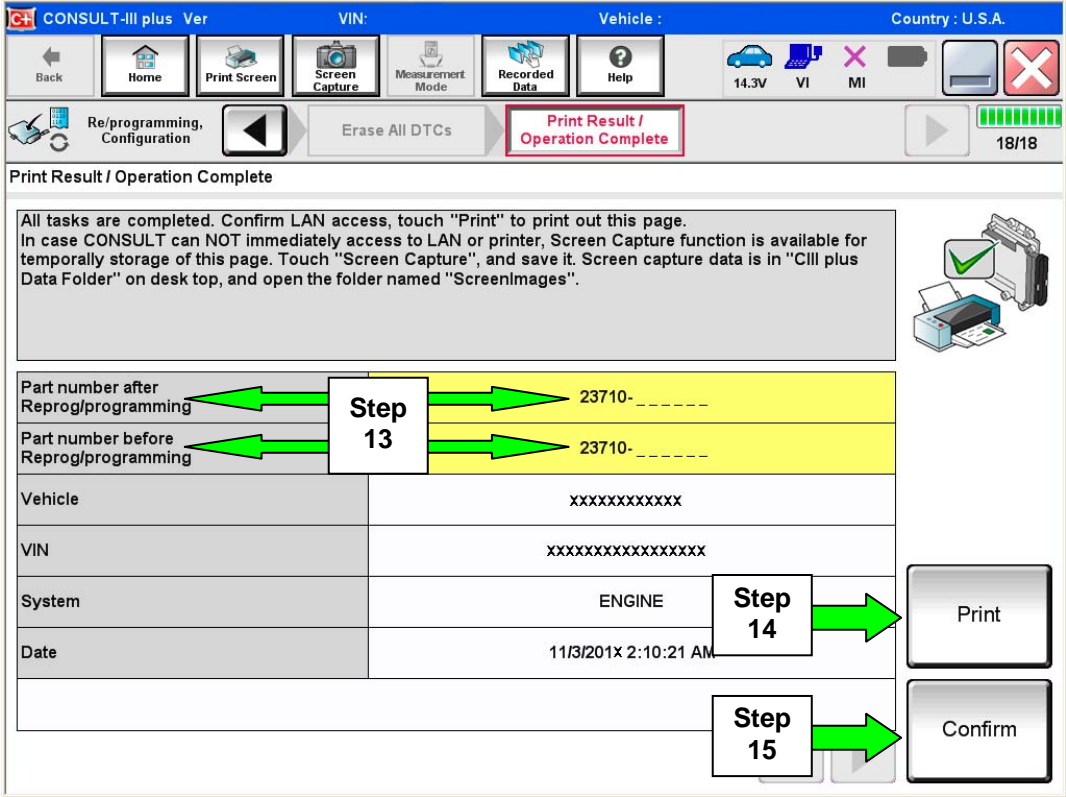 C+ CONSULT-III plus Ver VIN: Vehicle : Country : U.S.A.
Back
Home
Print Screen
Screen
Capture
Measurement
Mode
Recorded
Data
Help
14.3V
VI
MI
Re/programming,
Configuration
Erase All DTCs
Print Result /
Operation Complete
18/18
Print Result / Operation Complete
All tasks are completed. Confirm LAN access, touch "Print" to print out this page.
In case CONSULT can NOT immediately access to LAN or printer, Screen Capture function is available for
temporally storage of this page. Touch "Screen Capture", and save it. Screen capture data is in "CIII plus
Data Folder" on desk top, and open the folder named "ScreenImages".
Part number after
Reprog/programming
23710-_ _ _ _ _ _
Step
13
Part number before
Reprog/programming
23710-_ _ _ _ _ _
Vehicle
xxxxxxxxxxxx
VIN
xxxxxxxxxxxxxxxxx
System
ENGINE
Step
14
Print
Date
11/3/201x 2:10:21 AM
Step
15
Confirm